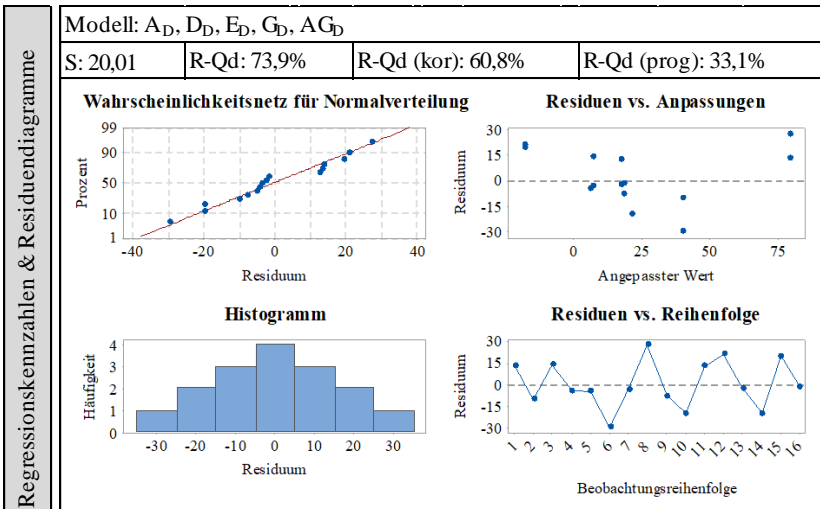 Regressionskennzahlen & Residuendiagramme
Modell: A_D, D_D, E_D, G_D, AG_D
S: 20,01 R-Qd: 73,9% R-Qd (kor): 60,8% R-Qd (prog): 33,1%
Wahrscheinlichkeitsnetz für Normalverteilung
Prozent
99
90
50
10
1
-40 -20 0 20 40
Residuum
Residuen vs. Anpassungen
Residuum
30
15
0
-15
-30
0 25 50 75
Angepasster Wert
Histogramm
Häufigkeit
4
3
2
1
0
-30 -20 -10 0 10 20 30
Residuum
Residuen vs. Reihenfolge
Residuum
30
15
0
-15
-30
1 2 3 4 5 6 7 8 9 10 11 12 13 14 15 16
Beobachtungsreihenfolge